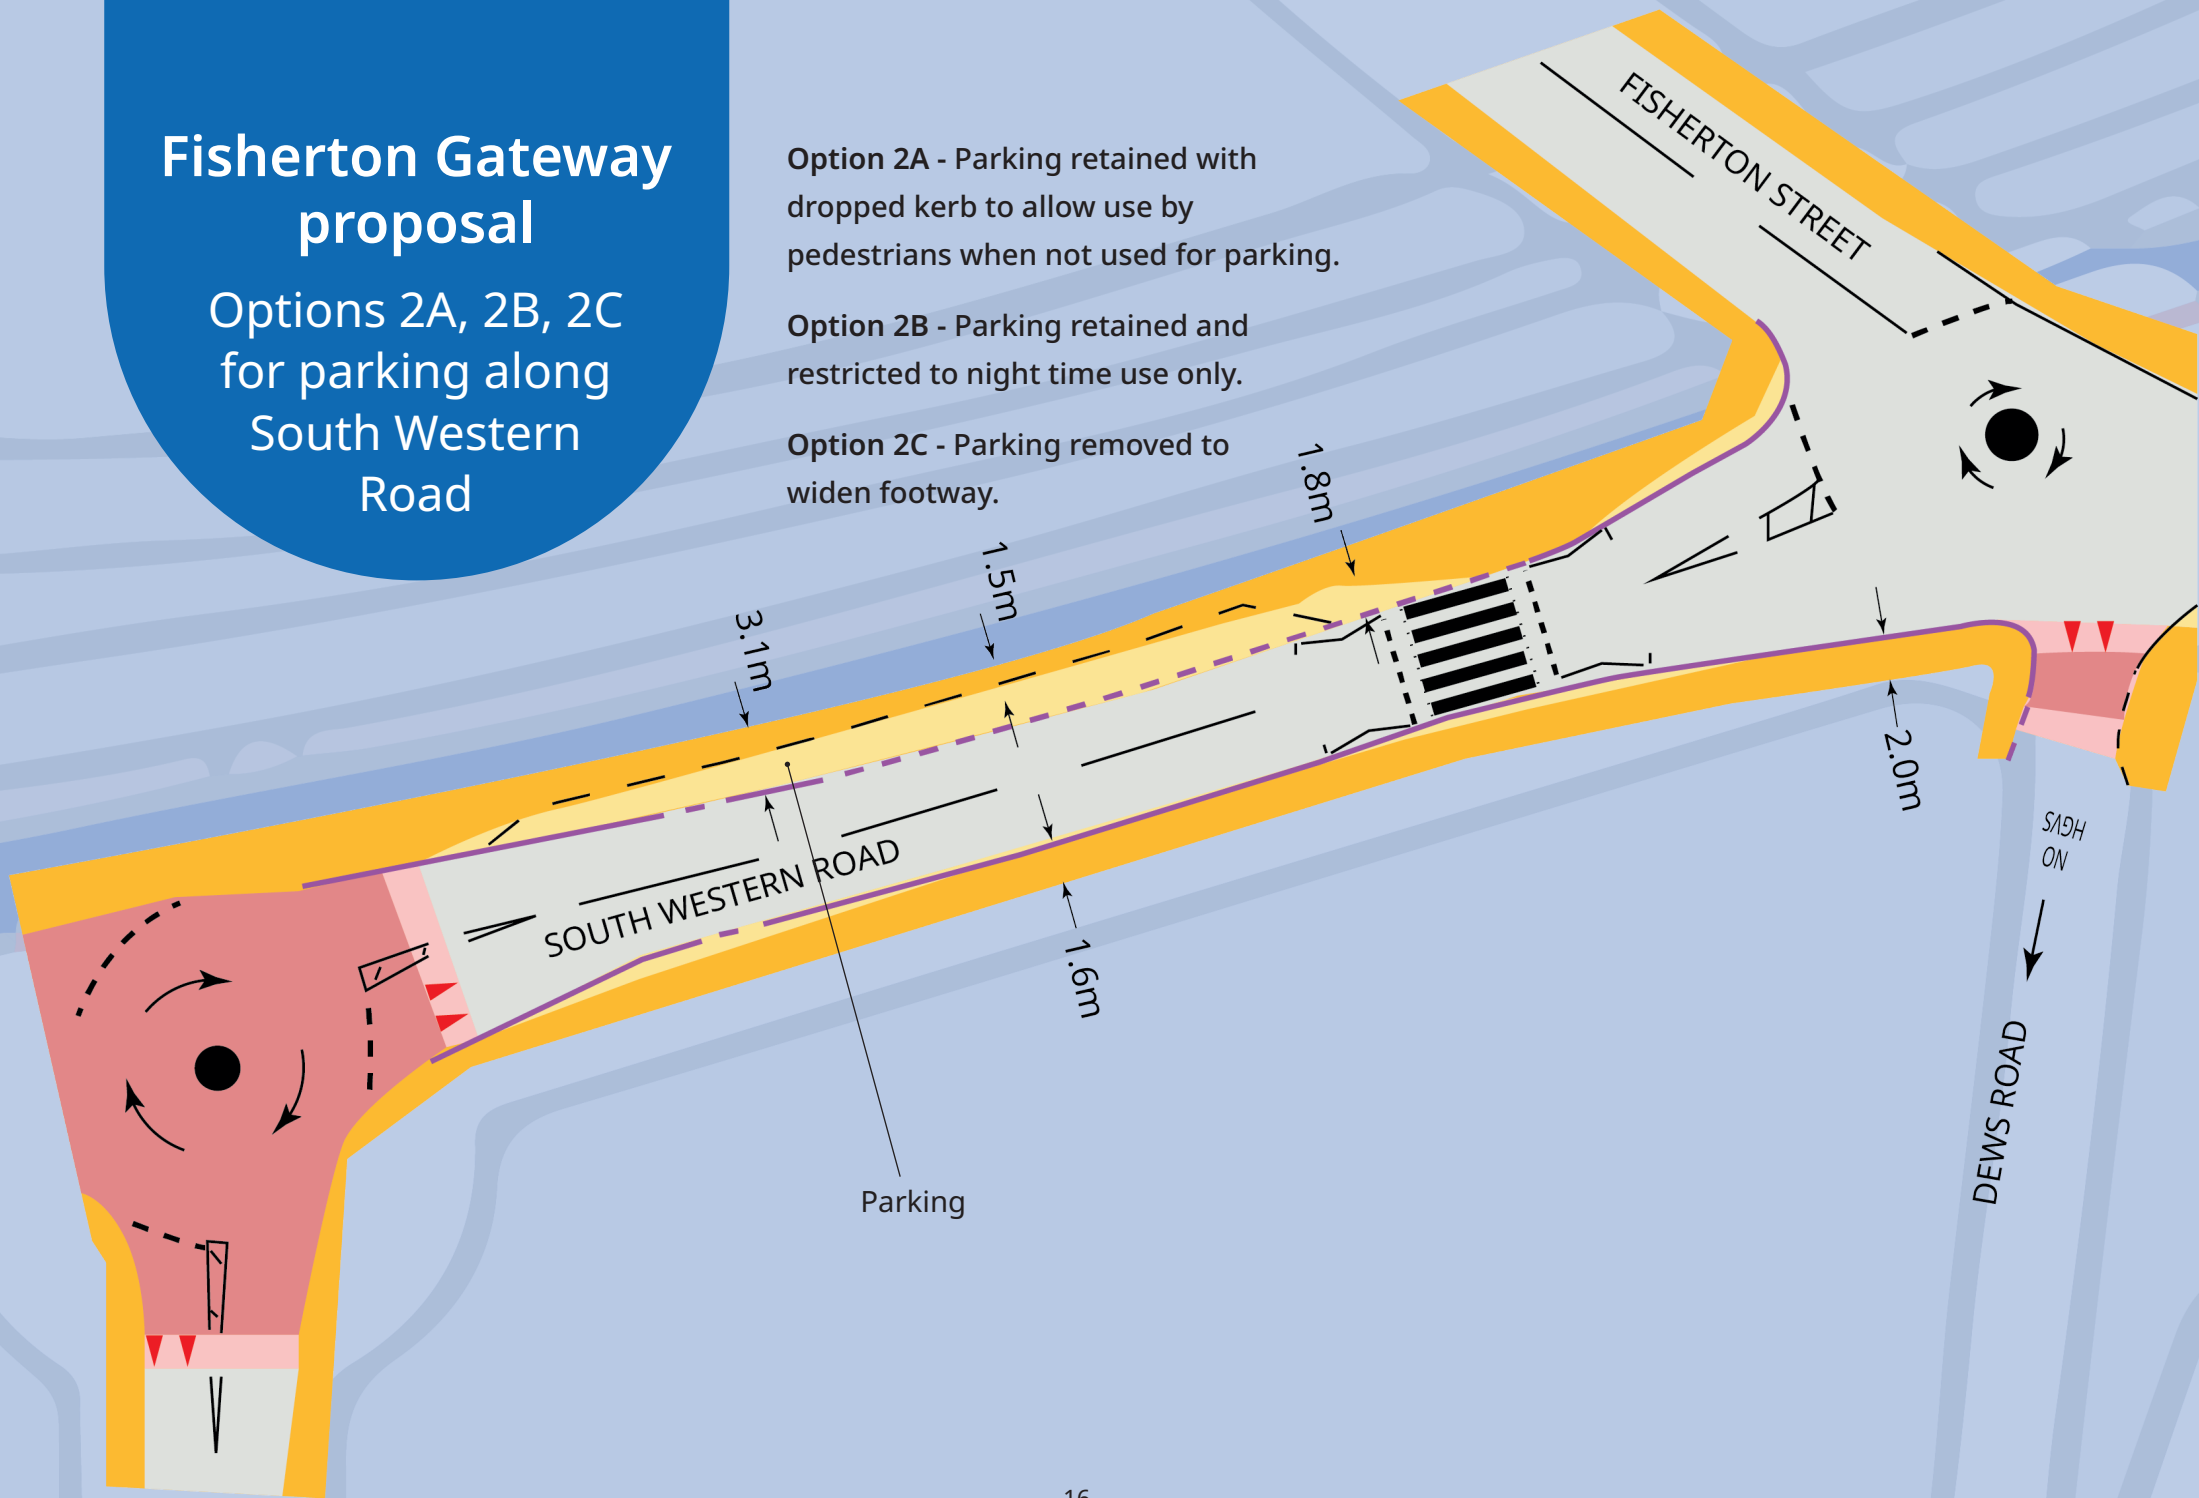 Fisherton Gateway
proposal
Options 2A, 2B, 2C
for parking along
South Western
Road
Option 2A - Parking retained with
dropped kerb to allow use by
pedestrians when not used for parking.
Option 2B - Parking retained and
restricted to night time use only.
Option 2C - Parking removed to
widen footway.
FISHERTON STREET
1.8m
1.5m
3.1m
2.0m
SOUTH WESTERN ROAD
1.6m
NO
HGVS
DEWS ROAD
Parking
16